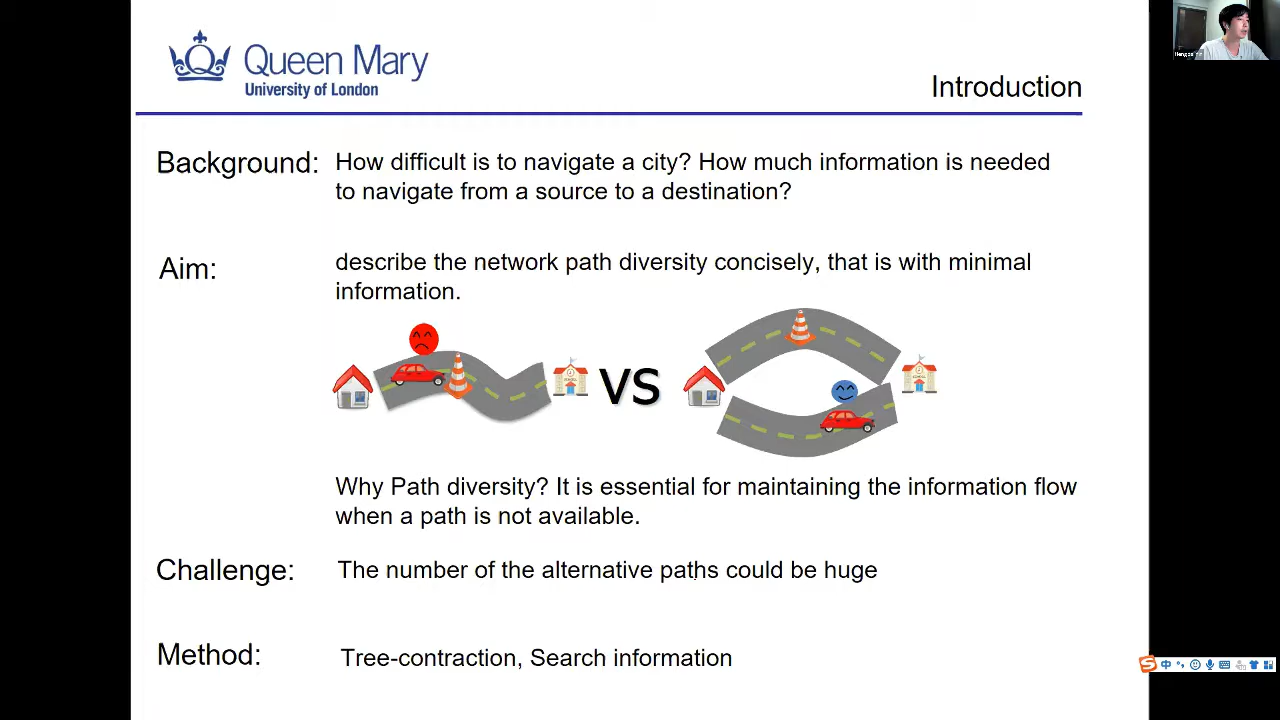 Queen Mary
University of London
Introduction
Background:
How difficult is to navigate a city? How much information is needed
to navigate from a source to a destination?
Aim:
describe the network path diversity concisely, that is with minimal
information.
VS
Why Path diversity? It is essential for maintaining the information flow
when a path is not available.
Challenge:
The number of the alternative paths could be huge
Method:
Tree-contraction, Search information
中